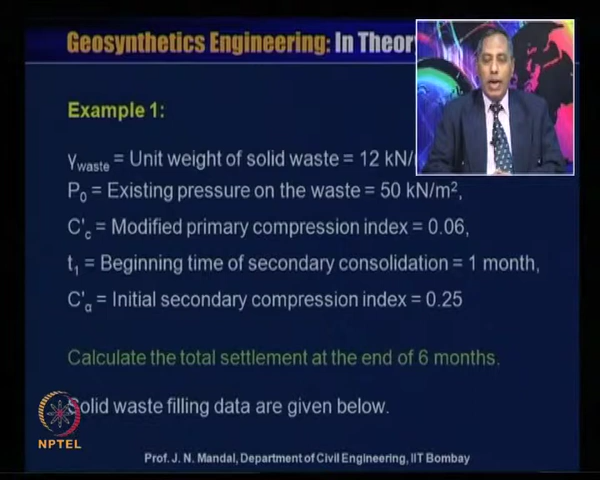 Geosynthetics Engineering: In Theory
Example 1:
γwaste = Unit weight of solid waste = 12 kN/
P0 = Existing pressure on the waste = 50 kN/m²,
C'c = Modified primary compression index = 0.06,
t1 = Beginning time of secondary consolidation = 1 month,
C'α = Initial secondary compression index = 0.25
Calculate the total settlement at the end of 6 months.
Solid waste filling data are given below.
NPTEL
Prof. J. N. Mandal, Department of Civil Engineering, IIT Bombay